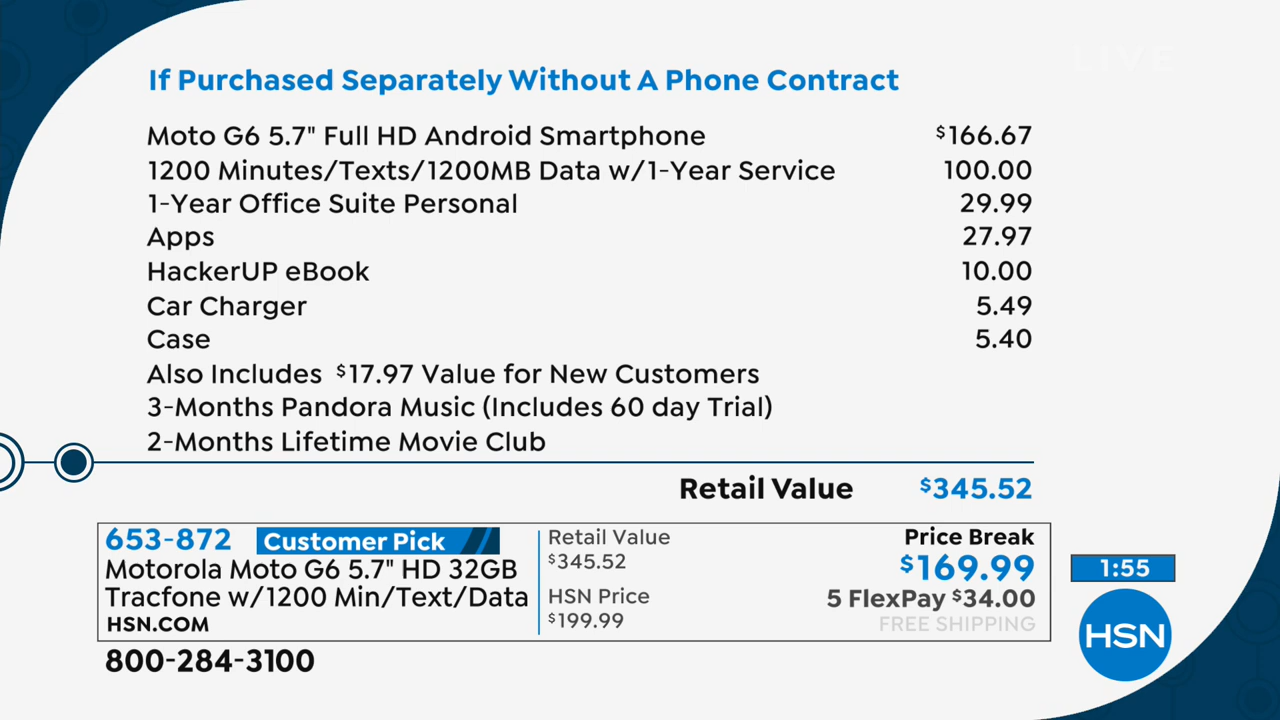 LIVE
If Purchased Separately Without A Phone Contract
Moto G6 5.7" Full HD Android Smartphone $166.67
1200 Minutes/Texts/1200MB Data w/1-Year Service 100.00
1-Year Office Suite Personal 29.99
Apps 27.97
HackerUP eBook 10.00
Car Charger 5.49
Case 5.40
Also Includes $17.97 Value for New Customers
3-Months Pandora Music (Includes 60 day Trial)
2-Months Lifetime Movie Club
Retail Value $345.52
653-872 Customer Pick
Motorola Moto G6 5.7" HD 32GB
Tracfone w/1200 Min/Text/Data
HSN.COM
Retail Value
$345.52
HSN Price
$199.99
Price Break
$169.99
5 FlexPay $34.00
FREE SHIPPING
1:55
HSN
800-284-3100